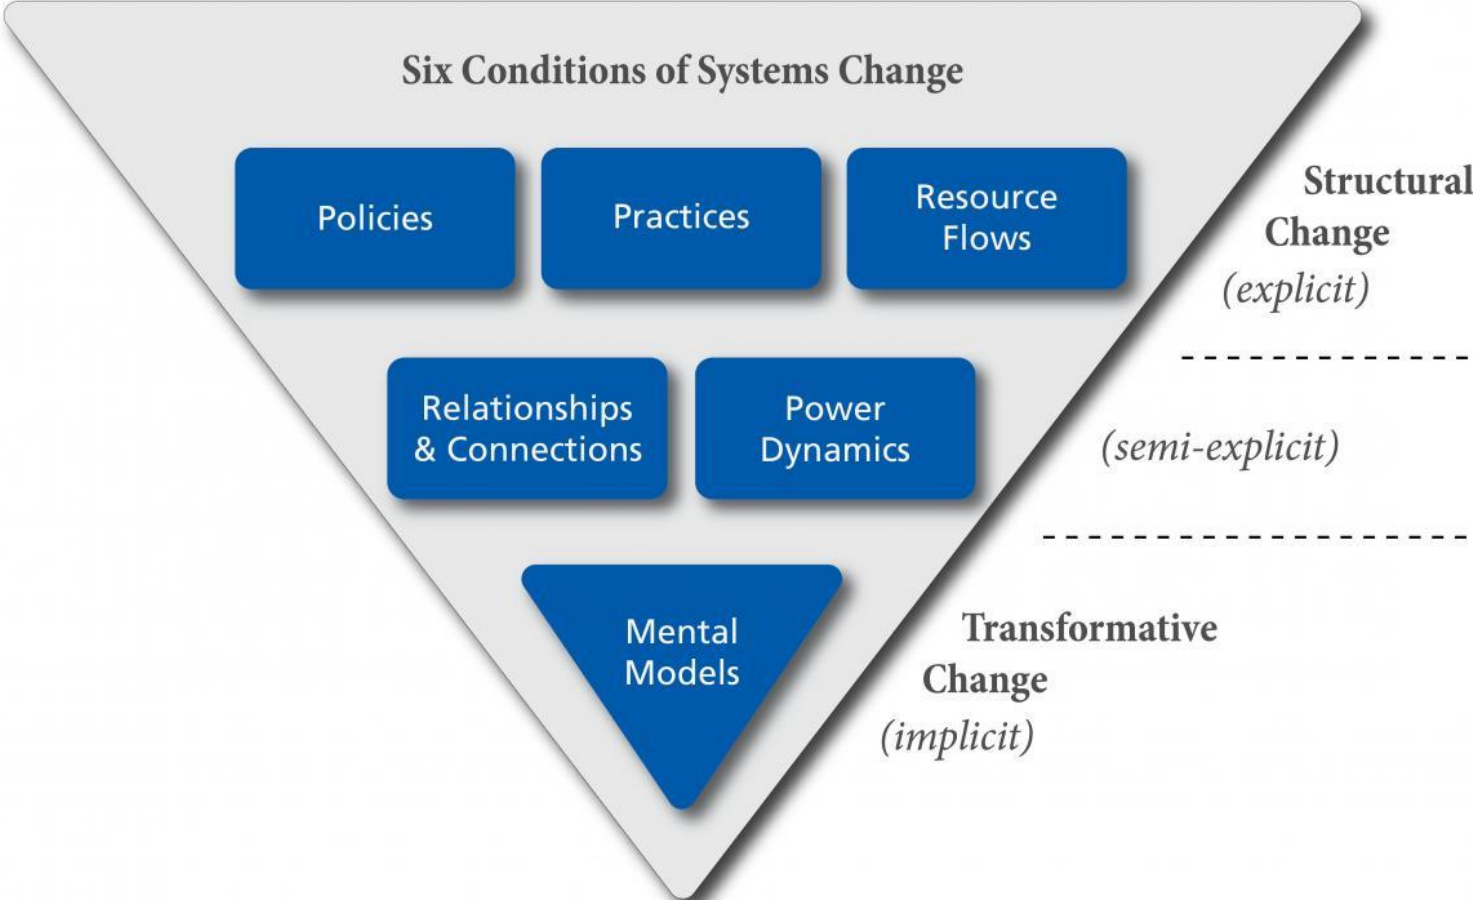 Six Conditions of Systems Change
Policies
Practices
Resource
Flows
Structural
Change
(explicit)
Relationships
& Connections
Power
Dynamics
(semi-explicit)
Mental
Models
Transformative
Change
(implicit)